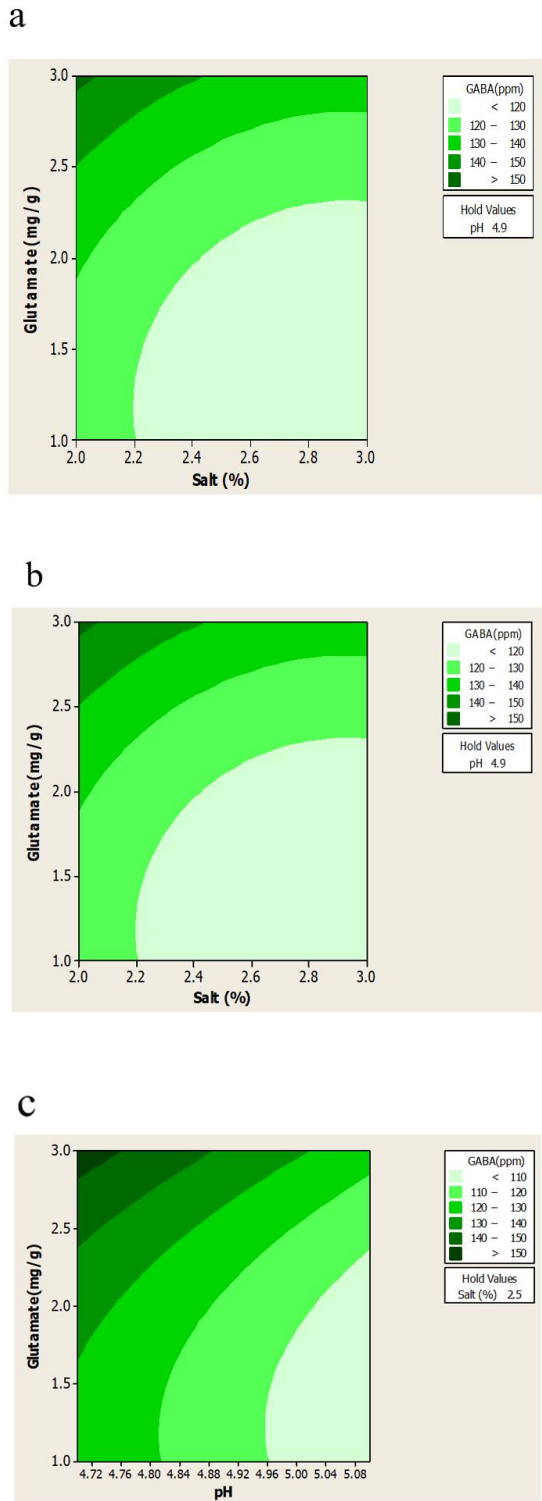 a
GABA(ppm)
< 120
120 – 130
130 – 140
140 – 150
> 150
Hold Values
pH 4.9
3.0
2.5
2.0
1.5
1.0
Glutamate(mg/g)
2.0 2.2 2.4 2.6 2.8 3.0
Salt (%)
b
GABA(ppm)
< 120
120 – 130
130 – 140
140 – 150
> 150
Hold Values
pH 4.9
3.0
2.5
2.0
1.5
1.0
Glutamate(mg/g)
2.0 2.2 2.4 2.6 2.8 3.0
Salt (%)
c
GABA(ppm)
< 110
110 – 120
120 – 130
130 – 140
140 – 150
> 150
Hold Values
Salt (%) 2.5
3.0
2.5
2.0
1.5
1.0
Glutamate(mg/g)
4.72 4.76 4.80 4.84 4.88 4.92 4.96 5.00 5.04 5.08
pH